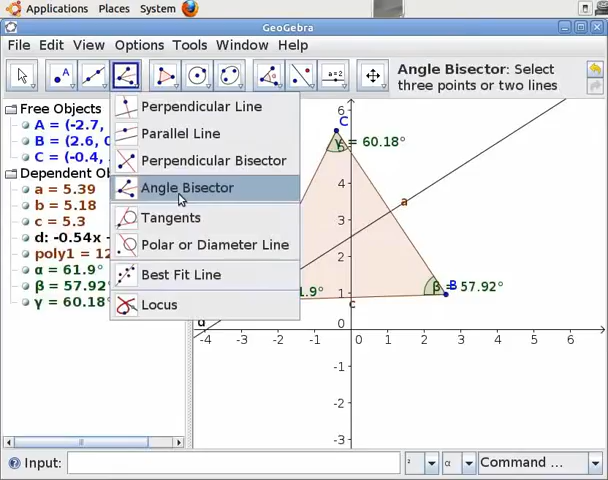 Applications Places System
GeoGebra
File Edit View Options Tools Window Help
A
a=2
Angle Bisector: Select
three points or two lines
Free Objects
A = (-2.7,
B = (2.6, 0
C = (-0.4,
Dependent Ob
a = 5.39
b = 5.18
c = 5.3
d: -0.54x
poly1 = 12
α = 61.9°
β = 57.92°
γ = 60.18°
Perpendicular Line
Parallel Line
Perpendicular Bisector
Angle Bisector
Tangents
Polar or Diameter Line
Best Fit Line
Locus
6
C
γ = 60.18°
4
a
3
2
β = 57.92°
B
1.9°
1
c
d
0
-4 -3 -2 -1 0 1 2 3 4 5 6
-1
-2
-3
Input:
²
α
Command ...